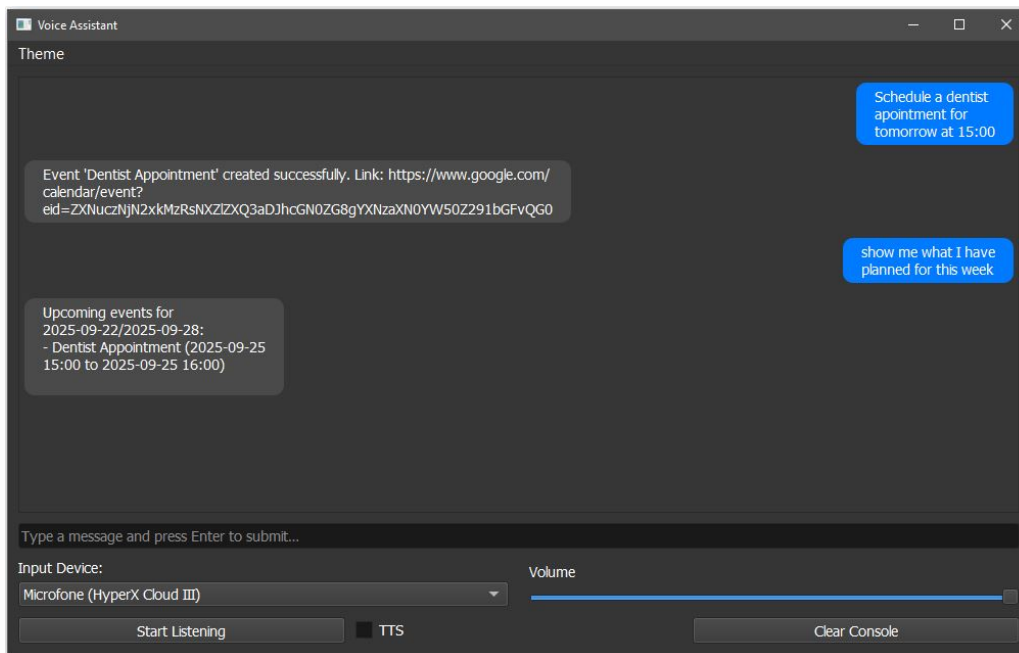 Voice Assistant
Theme
Schedule a dentist
apointment for
tomorrow at 15:00
Event 'Dentist Appointment' created successfully. Link: https://www.google.com/
calendar/event?
eid=ZXNuczNjN2xkMzRsNXZlZXQ3aDJhcGN0ZG8gYXNzaXN0YW50Z291bGFvQG0
show me what I have
planned for this week
Upcoming events for
2025-09-22/2025-09-28:
- Dentist Appointment (2025-09-25
15:00 to 2025-09-25 16:00)
Type a message and press Enter to submit...
Input Device:
Volume
Microfone (HyperX Cloud III)
Start Listening
TTS
Clear Console